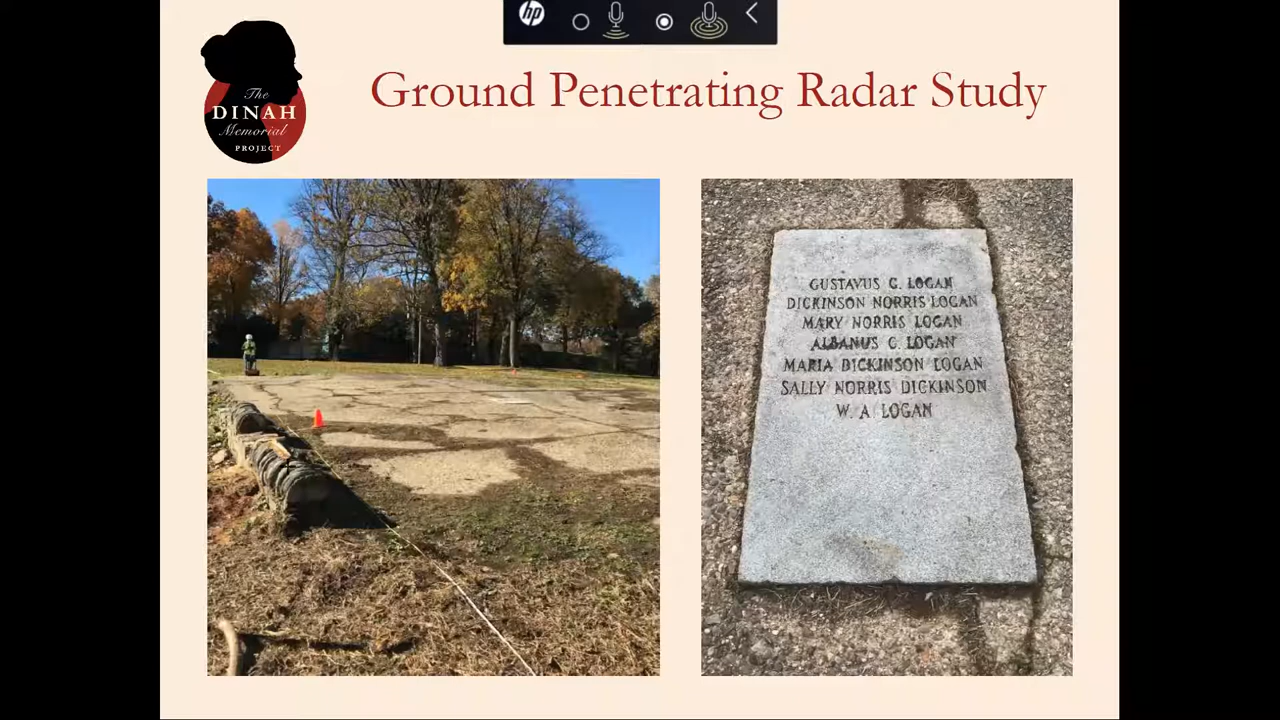 hp
The
DINAH
Memorial
PROJECT
Ground Penetrating Radar Study
GUSTAVUS G. LOGAN
DICKINSON NORRIS LOGAN
MARY NORRIS LOGAN
ALBANUS C. LOGAN
MARIA DICKINSON LOGAN
SALLY NORRIS DICKINSON
W. A LOGAN